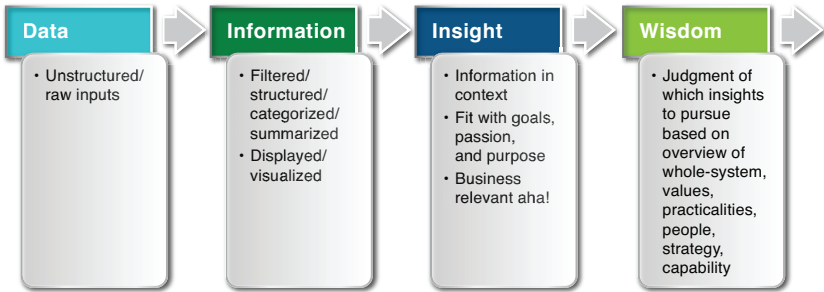 Data
• Unstructured/
raw inputs
Information
• Filtered/
structured/
categorized/
summarized
• Displayed/
visualized
Insight
• Information in
context
• Fit with goals,
passion,
and purpose
• Business
relevant aha!
Wisdom
• Judgment of
which insights
to pursue
based on
overview of
whole-system,
values,
practicalities,
people,
strategy,
capability